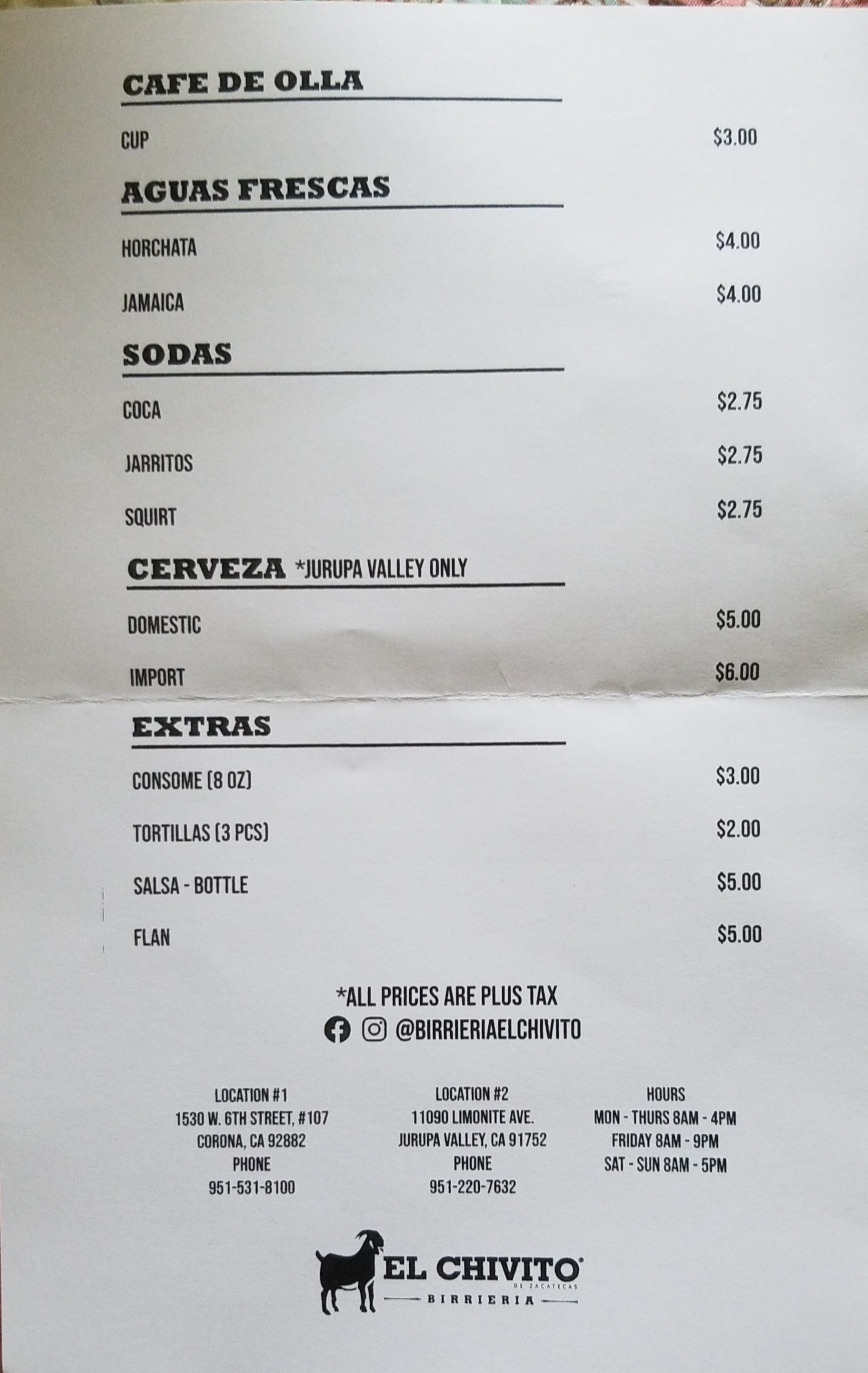 CAFE DE OLLA
CUP $3.00
AGUAS FRESCAS
HORCHATA $4.00
JAMAICA $4.00
SODAS
COCA $2.75
JARRITOS $2.75
SQUIRT $2.75
CERVEZA *JURUPA VALLEY ONLY
DOMESTIC $5.00
IMPORT $6.00
EXTRAS
CONSOME (8 OZ) $3.00
TORTILLAS (3 PCS) $2.00
SALSA - BOTTLE $5.00
FLAN $5.00
*ALL PRICES ARE PLUS TAX
@BIRRIERIAELCHIVITO
LOCATION #1
1530 W. 6TH STREET, #107
CORONA, CA 92882
PHONE
951-531-8100
LOCATION #2
11090 LIMONITE AVE.
JURUPA VALLEY, CA 91752
PHONE
951-220-7632
HOURS
MON - THURS 8AM - 4PM
FRIDAY 8AM - 9PM
SAT - SUN 8AM - 5PM
EL CHIVITO
DE ZACATECAS
BIRRIERIA